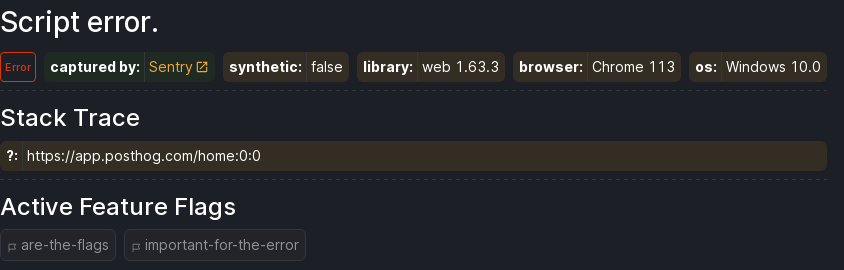 Script error.
Error captured by: Sentry synthetic: false library: web 1.63.3 browser: Chrome 113 os: Windows 10.0
Stack Trace
?: https://app.posthog.com/home:0:0
Active Feature Flags
are-the-flags important-for-the-error